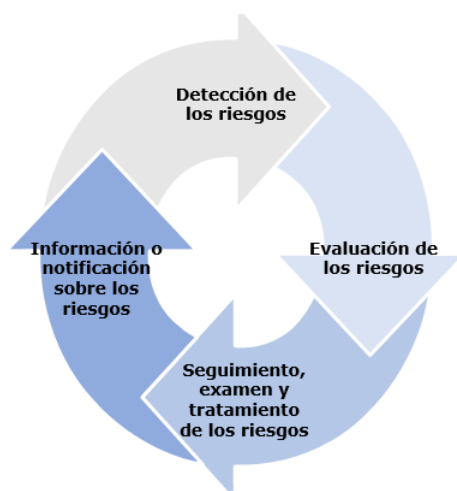 Detección de
los riesgos
Evaluación de
los riesgos
Seguimiento,
examen y
tratamiento
de los riesgos
Información o
notificación
sobre los
riesgos